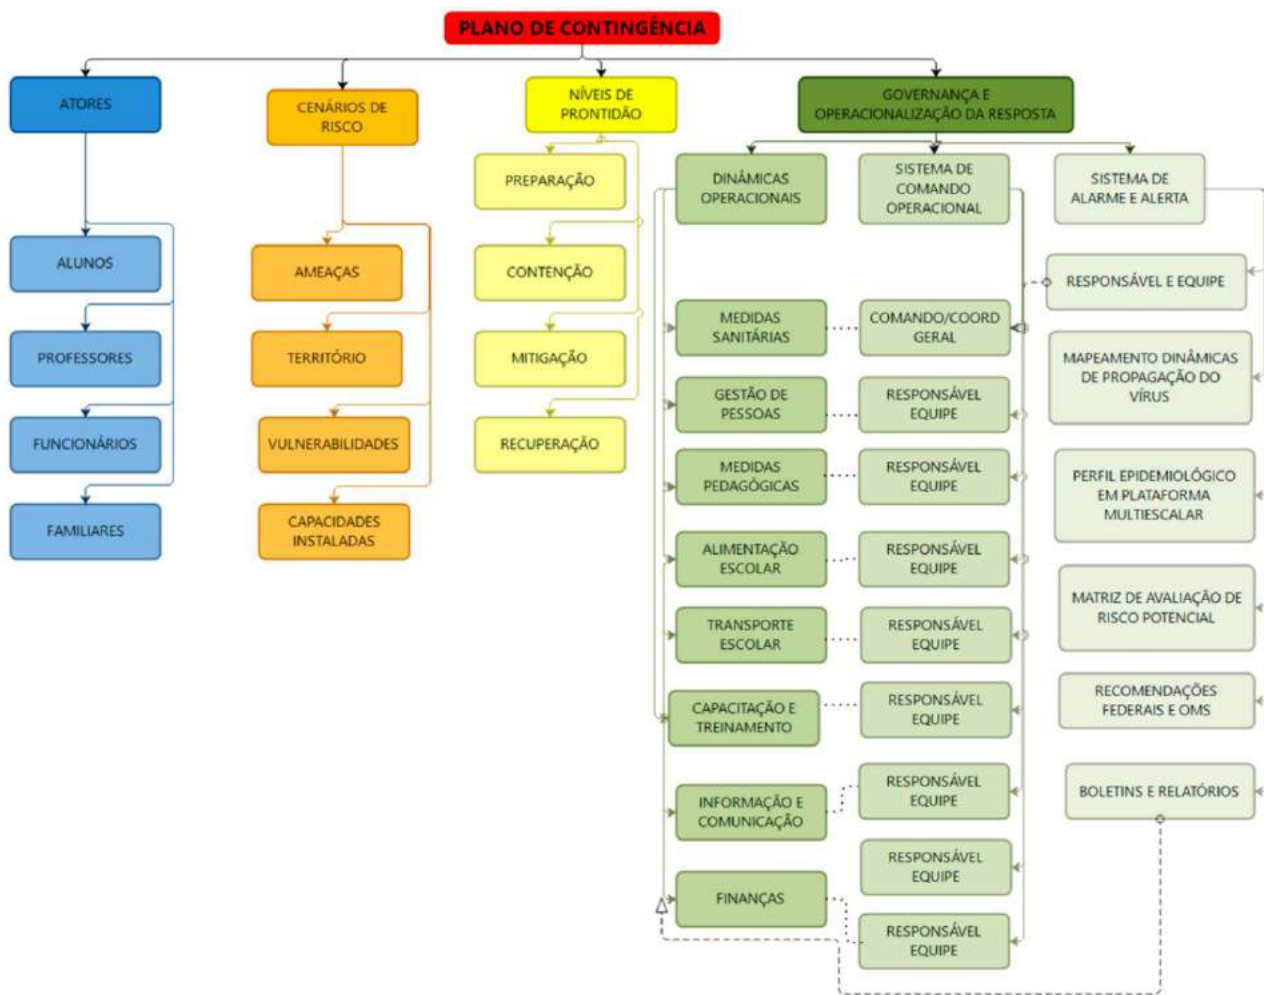 PLANO DE CONTINGÊNCIA
ATORES
ALUNOS
PROFESSORES
FUNCIONÁRIOS
FAMILIARES
CENÁRIOS DE
RISCO
AMEAÇAS
TERRITÓRIO
VULNERABILIDADES
CAPACIDADES
INSTALADAS
NÍVEIS DE
PRONTIDÃO
PREPARAÇÃO
CONTENÇÃO
MITIGAÇÃO
RECUPERAÇÃO
GOVERNANÇA E
OPERACIONALIZAÇÃO DA RESPOSTA
DINÂMICAS
OPERACIONAIS
MEDIDAS
SANITÁRIAS
GESTÃO DE
PESSOAS
MEDIDAS
PEDAGÓGICAS
ALIMENTAÇÃO
ESCOLAR
TRANSPORTE
ESCOLAR
CAPACITAÇÃO E
TREINAMENTO
INFORMAÇÃO E
COMUNICAÇÃO
FINANÇAS
SISTEMA DE
COMANDO
OPERACIONAL
COMANDO/COORD
GERAL
RESPONSÁVEL
EQUIPE
RESPONSÁVEL
EQUIPE
RESPONSÁVEL
EQUIPE
RESPONSÁVEL
EQUIPE
RESPONSÁVEL
EQUIPE
RESPONSÁVEL
EQUIPE
RESPONSÁVEL
EQUIPE
RESPONSÁVEL
EQUIPE
SISTEMA DE
ALARME E ALERTA
RESPONSÁVEL E EQUIPE
MAPEAMENTO DINÂMICAS
DE PROPAGAÇÃO DO
VÍRUS
PERFIL EPIDEMIOLÓGICO
EM PLATAFORMA
MULTIESCALAR
MATRIZ DE AVALIAÇÃO DE
RISCO POTENCIAL
RECOMENDAÇÕES
FEDERAIS E OMS
BOLETINS E RELATÓRIOS